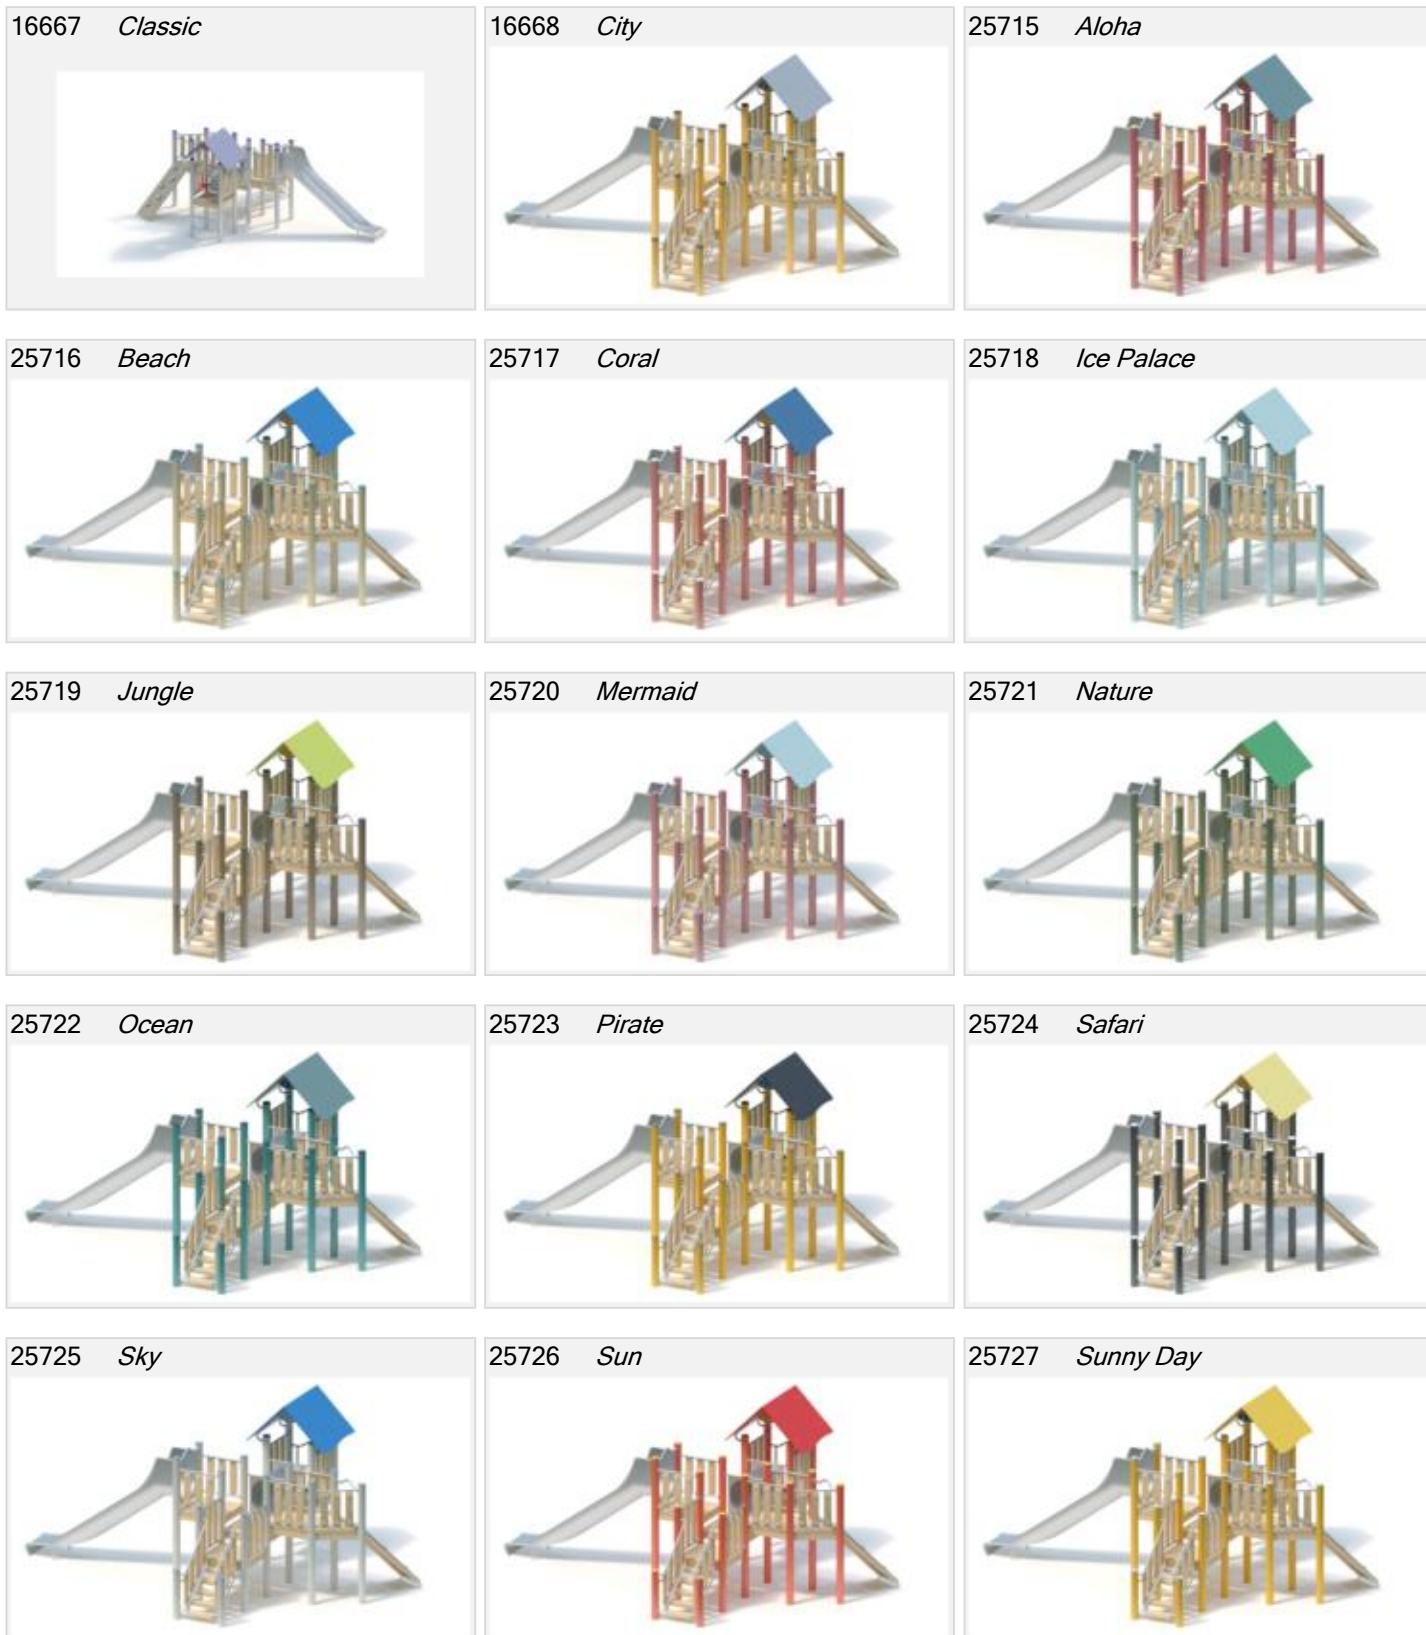 16667 Classic
16668 City
25715 Aloha
25716 Beach
25717 Coral
25718 Ice Palace
25719 Jungle
25720 Mermaid
25721 Nature
25722 Ocean
25723 Pirate
25724 Safari
25725 Sky
25726 Sun
25727 Sunny Day